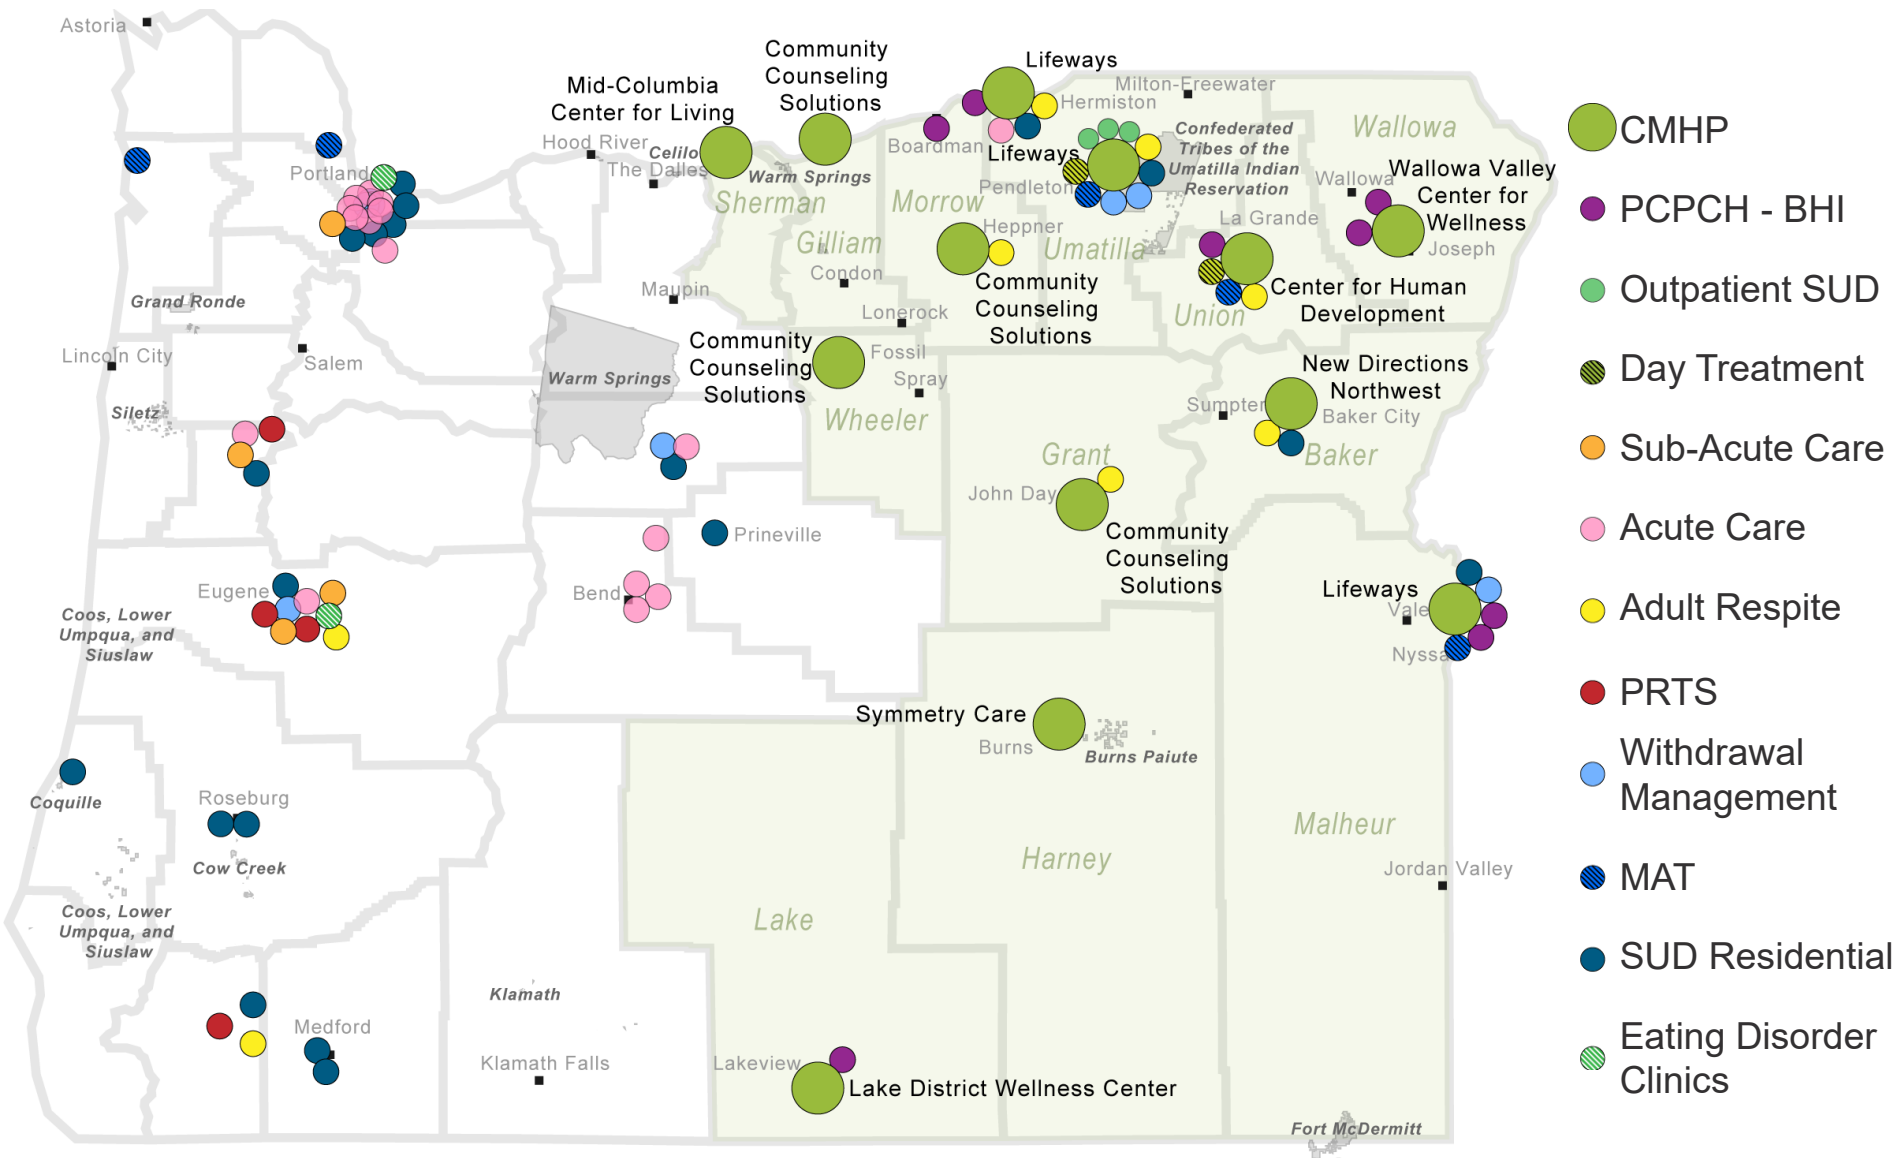 Astoria
Community
Counseling
Solutions
Lifeways
Mid-Columbia
Center for Living
Milton-Freewater
Hermiston
Hood River
Celilo
The Dalles
Boardman
Lifeways
Confederated
Tribes of the
Umatilla Indian
Reservation
Wallowa
Portland
Warm Springs
Pendleton
Wallowa
Wallowa Valley
Center for
Wellness
Joseph
Sherman
Morrow
Gilliam
Heppner
Umatilla
La Grande
Condon
Community
Counseling
Solutions
Center for Human
Development
Union
Grand Ronde
Maupin
Lonerock
Lincoln City
Salem
Community
Counseling
Solutions
Fossil
Spray
Warm Springs
Siletz
Wheeler
New Directions
Northwest
Sumpter
Baker City
Baker
Grant
John Day
Community
Counseling
Solutions
Prineville
Eugene
Bend
Coos, Lower
Umpqua, and
Siuslaw
Lifeways
Vale
Nyssa
Symmetry Care
Burns
Burns Paiute
Coquille
Roseburg
Cow Creek
Malheur
Harney
Jordan Valley
Coos, Lower
Umpqua, and
Siuslaw
Lake
Klamath
Medford
Klamath Falls
Lakeview
Lake District Wellness Center
Fort McDermitt
CMHP
PCPCH - BHI
Outpatient SUD
Day Treatment
Sub-Acute Care
Acute Care
Adult Respite
PRTS
Withdrawal
Management
MAT
SUD Residential
Eating Disorder
Clinics